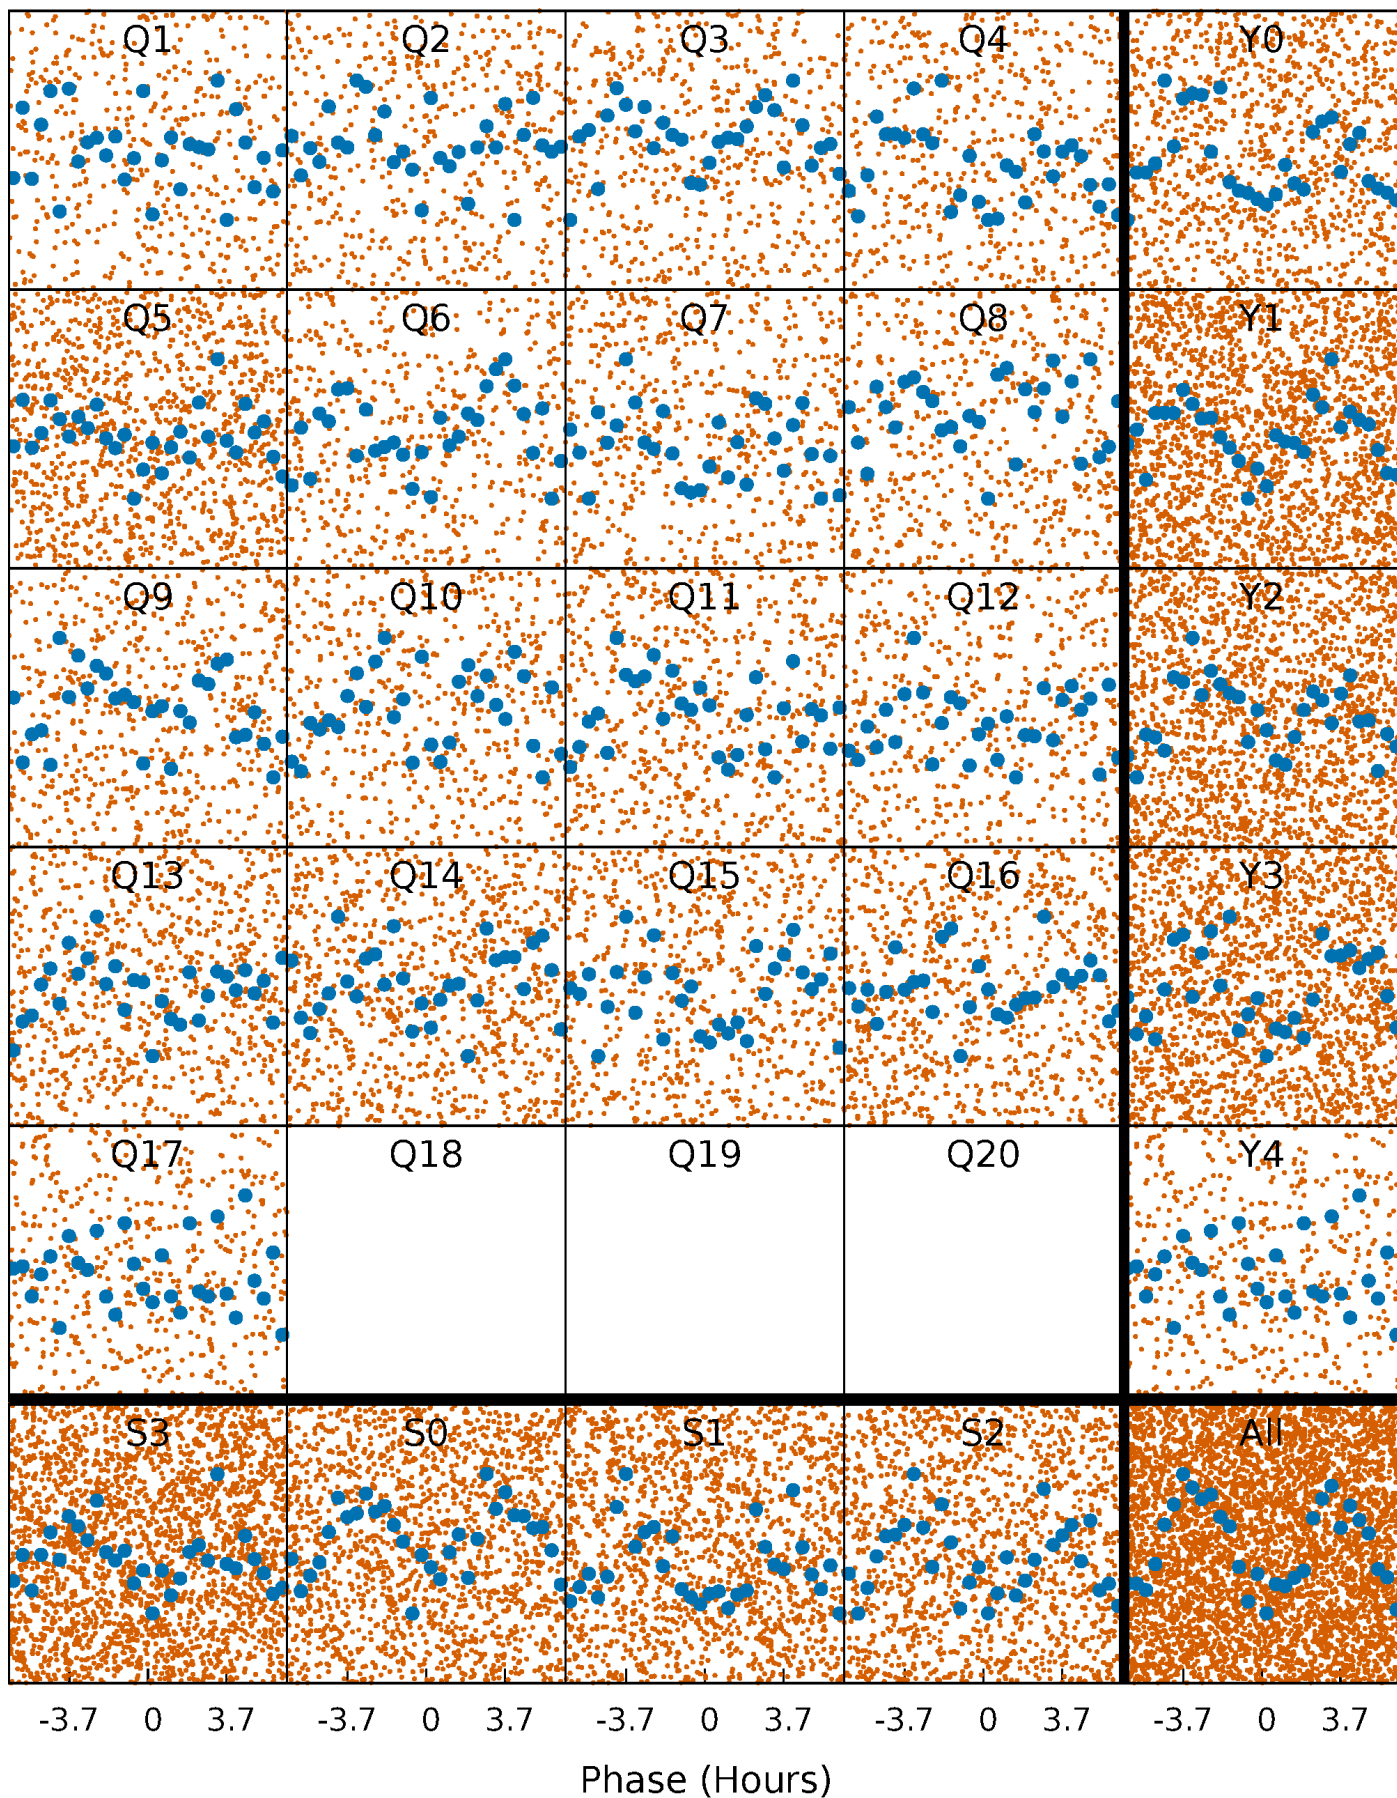 Q1 Q2 Q3 Q4 Y0
Q5 Q6 Q7 Q8 Y1
Q9 Q10 Q11 Q12 Y2
Q13 Q14 Q15 Q16 Y3
Q17 Q18 Q19 Q20 Y4
S3 S0 S1 S2 All
-3.7 0 3.7 -3.7 0 3.7 -3.7 0 3.7 -3.7 0 3.7 -3.7 0 3.7
Phase (Hours)